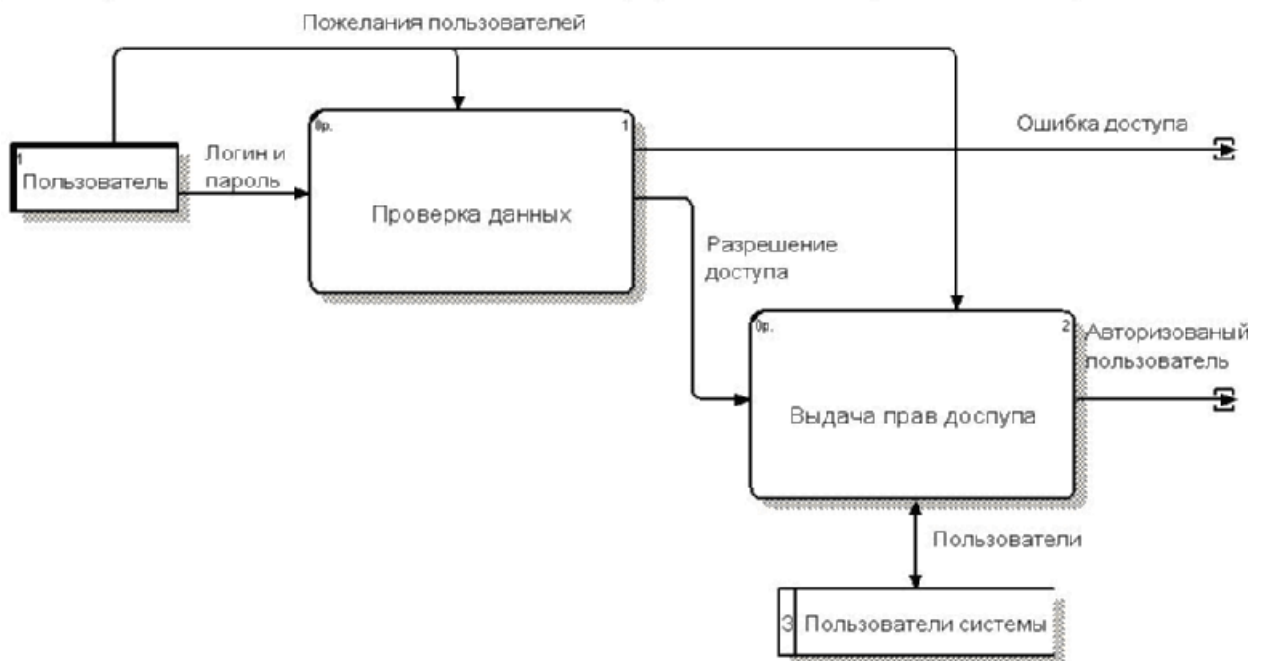 Пожелания пользователей
0р.
1
Ошибка доступа
1
Пользователь
Логин и
пароль
Проверка данных
Разрешение
доступа
0р.
2
Авторизованый
пользователь
Выдача прав доспупа
Пользователи
3
Пользователи системы